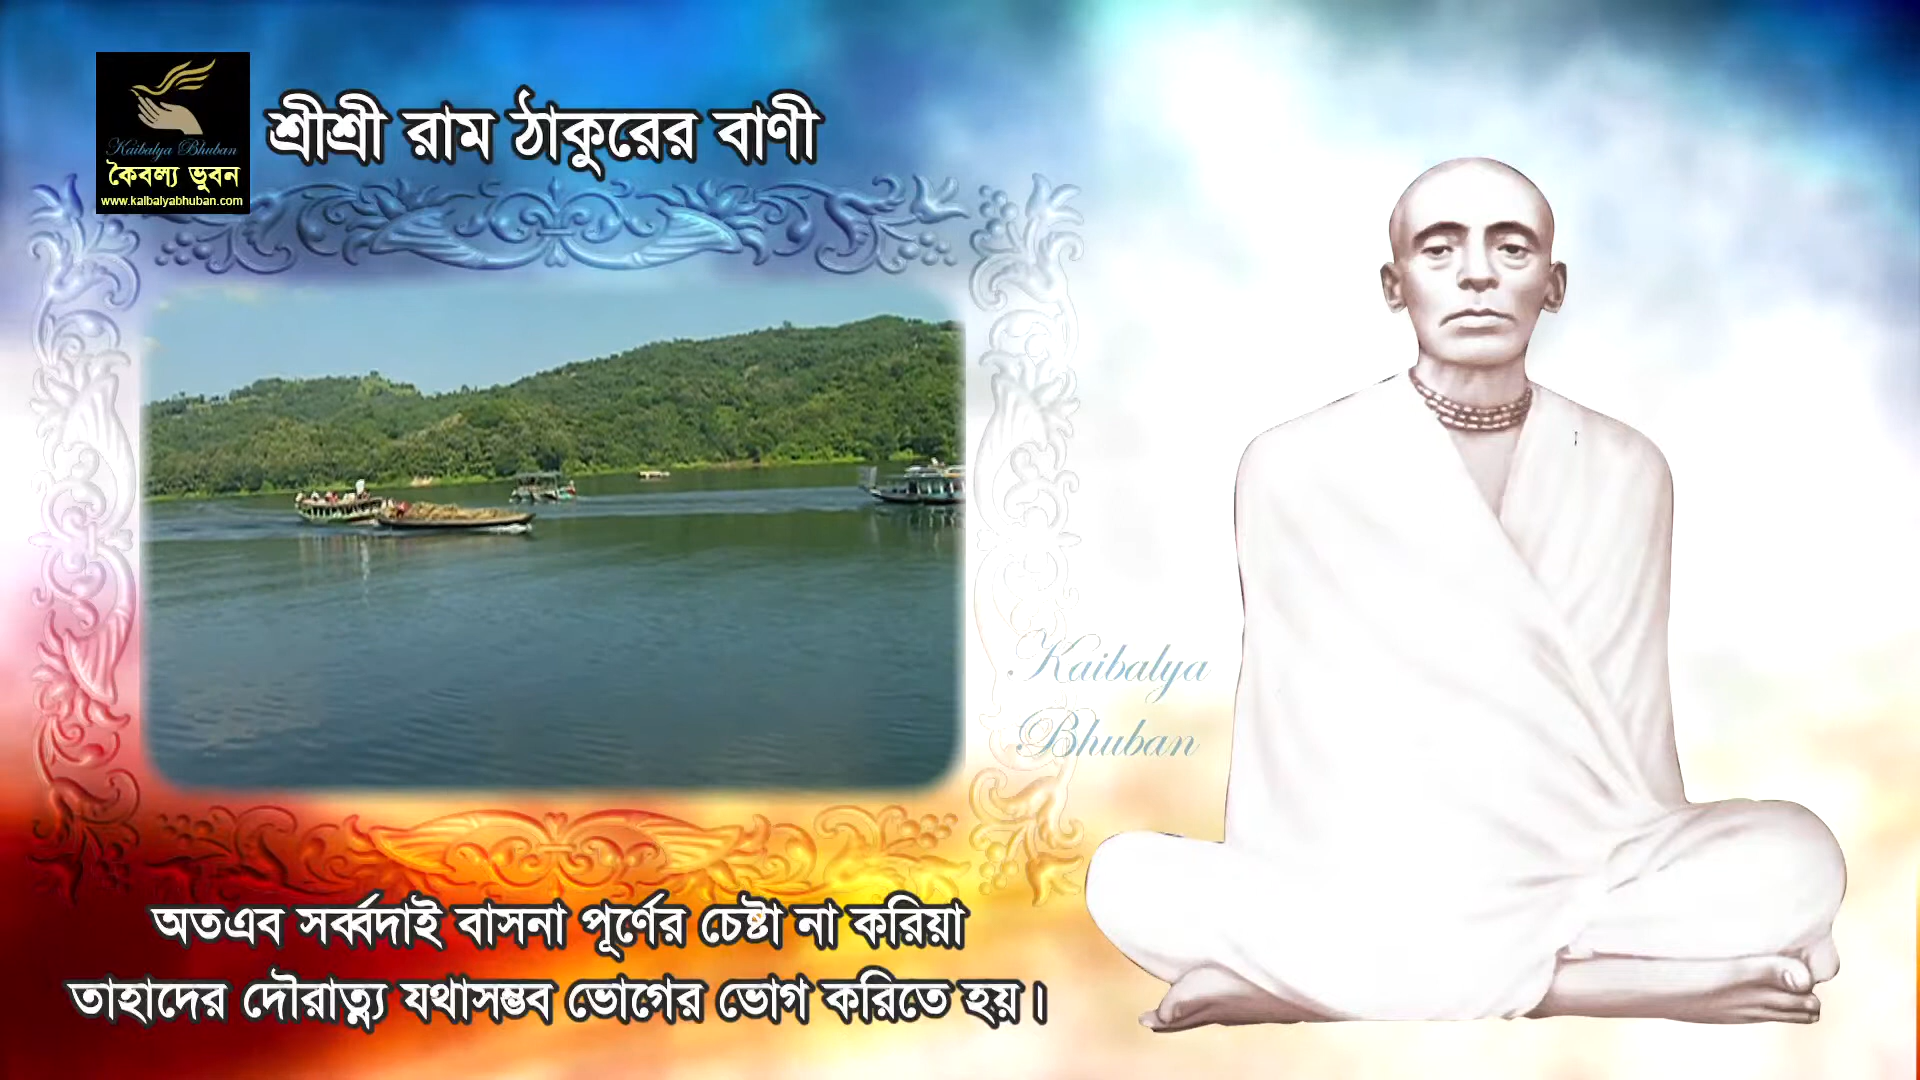 শ্রীশ্রী রাম ঠাকুরের বাণী
Kaibalya Bhuban
কৈবল্য ভুবন
www.kaibalyabhuban.com
Kaibalya
Bhuban
অতএব সর্ব্বদাই বাসনা পূর্ণের চেষ্টা না করিয়া
তাহাদের দৌরাত্ম্য যথাসম্ভব ভোগের ভোগ করিতে হয়।